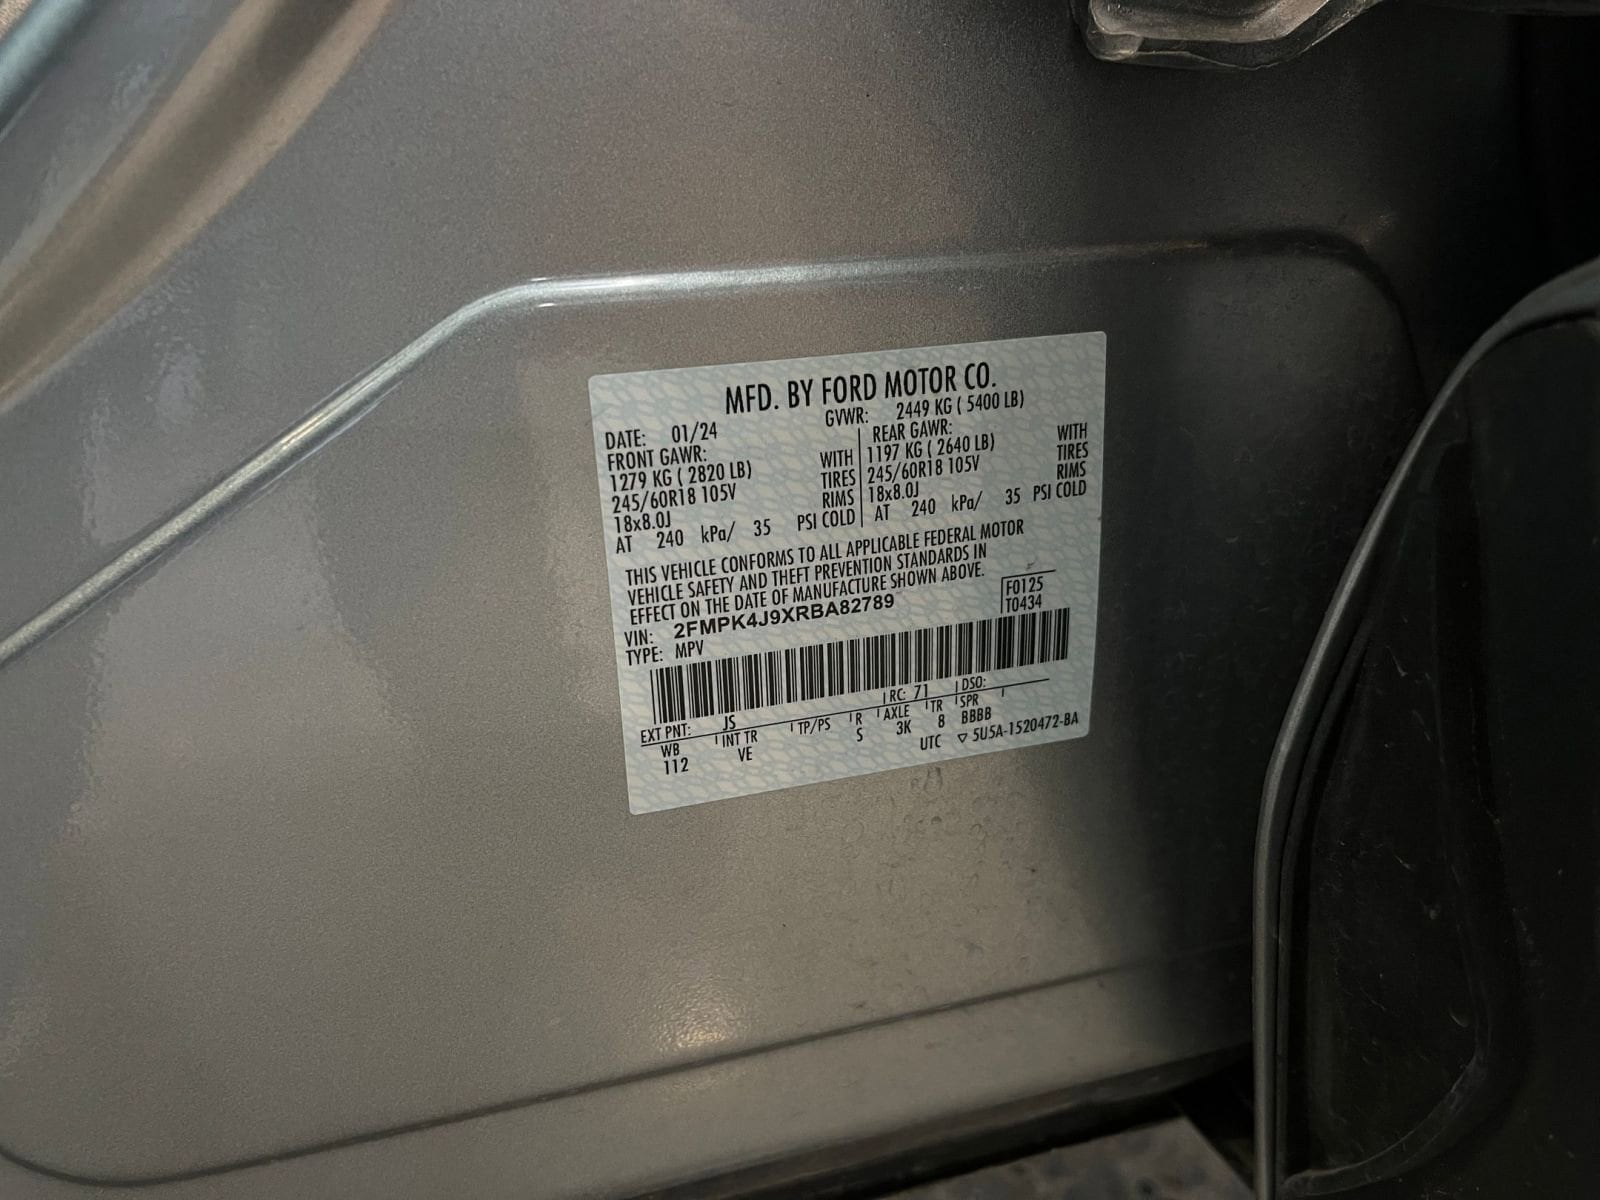 MFD. BY FORD MOTOR CO.
DATE: 01/24 GVWR: 2449 KG ( 5400 LB)
FRONT GAWR: REAR GAWR:
1279 KG ( 2820 LB) WITH 1197 KG ( 2640 LB) WITH
245/60R18 105V TIRES 245/60R18 105V TIRES
18x8.0J RIMS 18x8.0J RIMS
AT 240 kPa/ 35 PSI COLD AT 240 kPa/ 35 PSI COLD
THIS VEHICLE CONFORMS TO ALL APPLICABLE FEDERAL MOTOR
VEHICLE SAFETY AND THEFT PREVENTION STANDARDS IN
EFFECT ON THE DATE OF MANUFACTURE SHOWN ABOVE.
F0125
VIN: 2FMPK4J9XRBA82789 T0434
TYPE: MPV
EXT PNT: JS RC: 71 DSO:
WB INT TR TP/PS R AXLE TR SPR
112 VE S 3K 8 BBBB
UTC ▽ 5U5A-1520472-BA